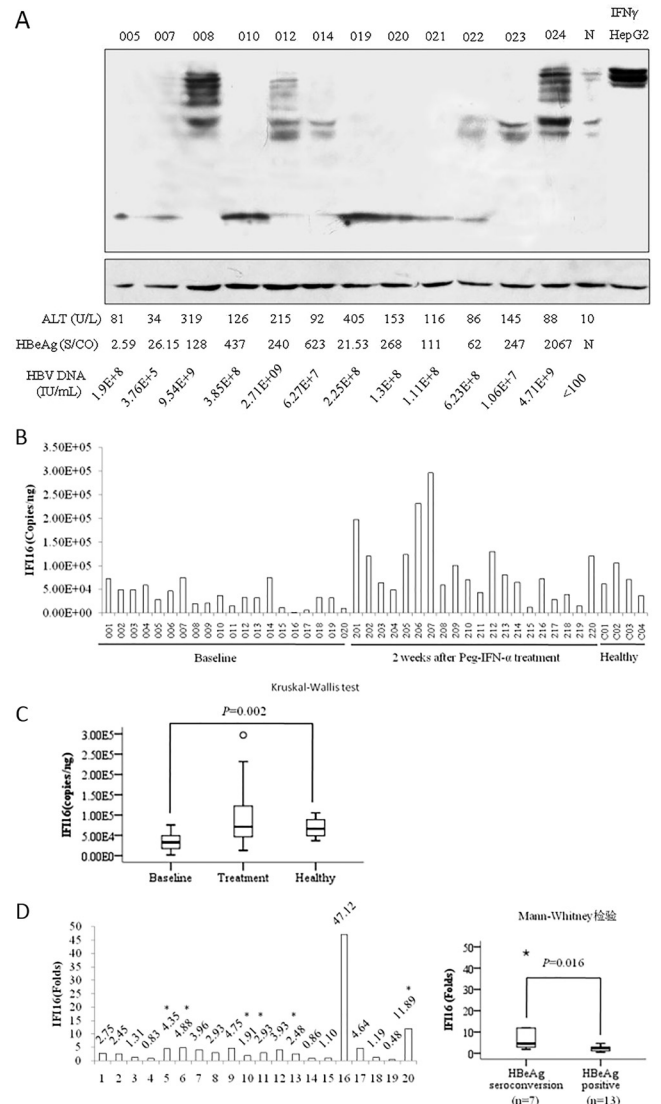 A
IFNγ
005 007 008 010 012 014 019 020 021 022 023 024 N HepG2
ALT (U/L) 81 34 319 126 215 92 405 153 116 86 145 88 10
HBeAg (S/CO) 2.59 26.15 128 437 240 623 21.53 268 111 62 247 2067 N
HBV DNA
(IU/mL)
1.9E+8 3.76E+5 9.54E+9 3.85E+8 2.71E+09 6.27E+7 2.25E+8 1.3E+8 1.11E+8 6.23E+8 1.06E+7 4.71E+9 <100
B
IFI16 (Copies/ng)
3.50E+05
3.00E+05
2.50E+05
2.00E+05
1.50E+05
1.00E+05
5.00E+04
0.00E+00
001 002 003 004 005 006 007 008 009 010 011 012 013 014 015 016 017 018 019 020 201 202 203 204 205 206 207 208 209 210 211 212 213 214 215 216 217 218 219 220 C01 C02 C03 C04
Baseline 2 weeks after Peg-IFN-α treatment Healthy
Kruskal-Wallis test
C
P=0.002
IFI16(copies/ng)
3.00E5
2.50E5
2.00E5
1.50E5
1.00E5
5.00E4
0.00E0
Baseline Treatment Healthy
D
IFI16(Folds)
50
45
40
35
30
25
20
15
10
5
0
2.75 2.45 1.31 0.83 4.35 4.88 3.96 2.93 4.75 1.91 2.93 3.93 2.48 0.86 1.10 47.12 4.64 1.19 0.48 11.89
* * * * * *
1 2 3 4 5 6 7 8 9 10 11 12 13 14 15 16 17 18 19 20
Mann-Whitney 检验
P=0.016
*
IFI16 (Folds)
50
40
30
20
10
0
HBeAg HBeAg
seroconversion positive
(n=7) (n=13)